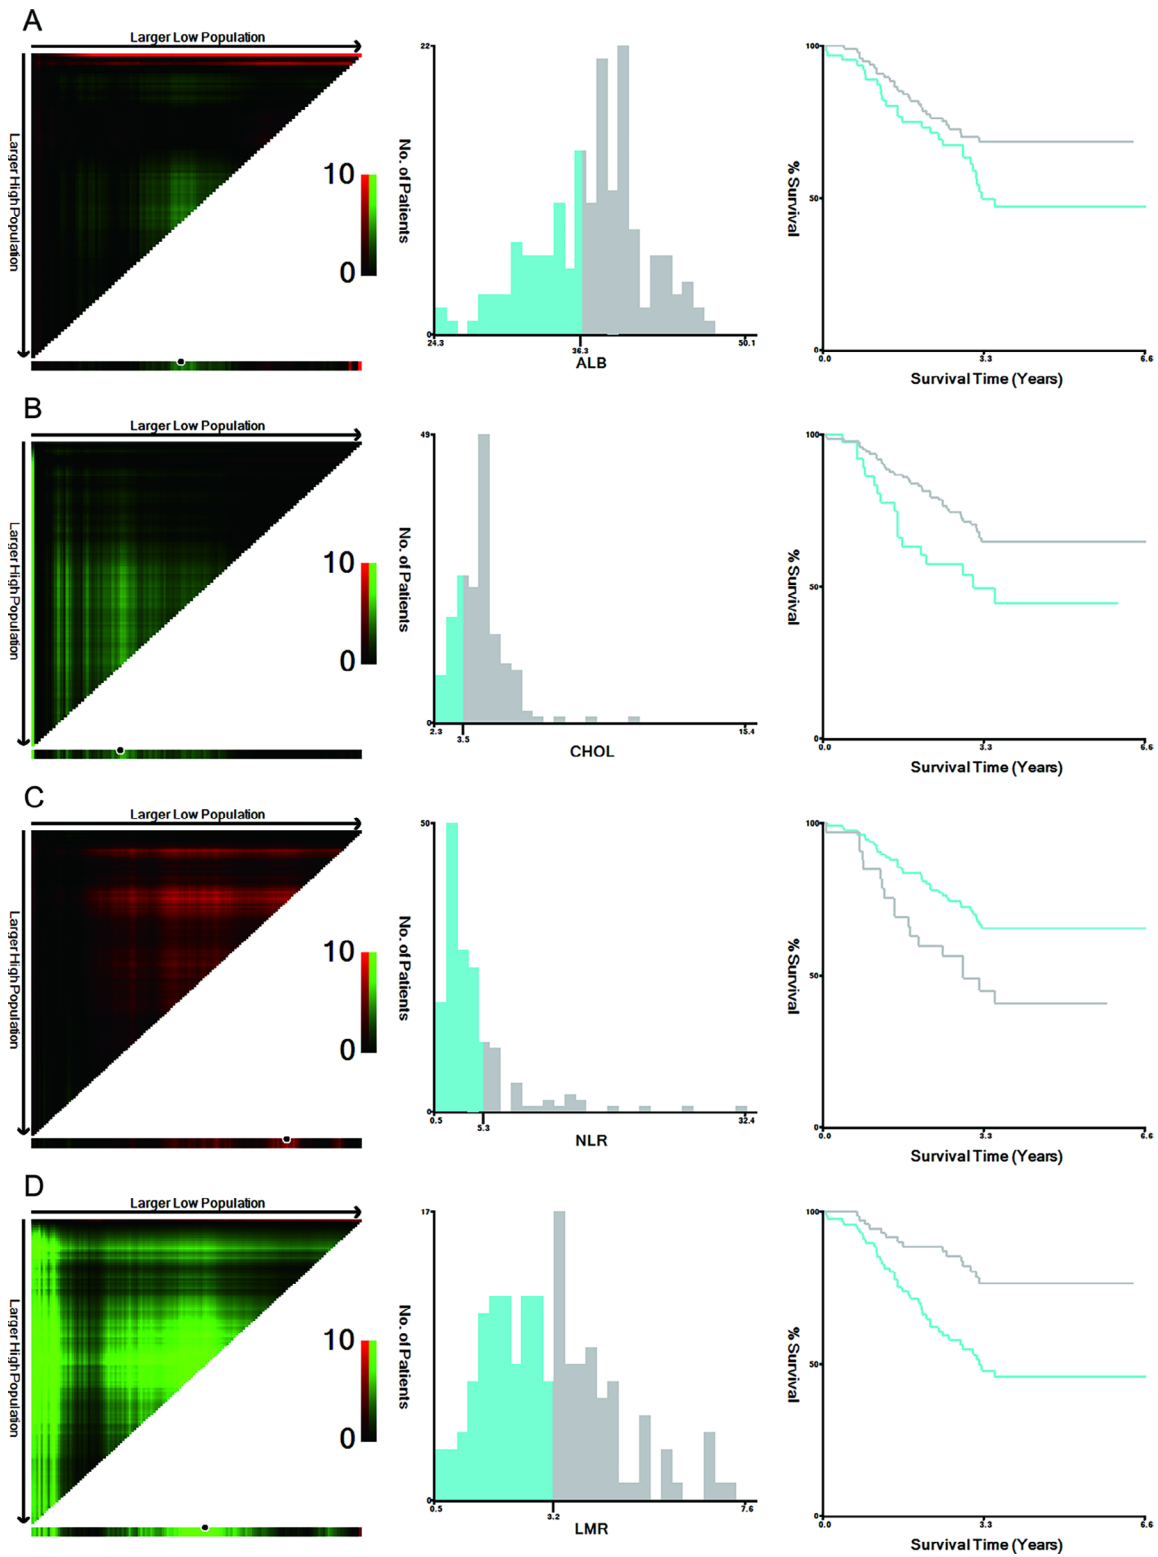 A
Larger Low Population
Larger High Population
10
0
22
No. of Patients
0
24.3
36.3
50.1
ALB
100
% Survival
50
0
0.0
3.3
6.6
Survival Time (Years)
B
Larger Low Population
Larger High Population
10
0
49
No. of Patients
0
2.3
3.5
15.4
CHOL
100
% Survival
50
0
0.0
3.3
6.6
Survival Time (Years)
C
Larger Low Population
Larger High Population
10
0
50
No. of Patients
0
0.5
5.3
32.4
NLR
100
% Survival
50
0
0.0
3.3
6.6
Survival Time (Years)
D
Larger Low Population
Larger High Population
10
0
17
No. of Patients
0
0.5
3.2
7.6
LMR
100
% Survival
50
0
0.0
3.3
6.6
Survival Time (Years)